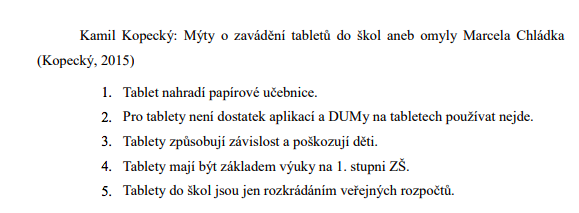 Kamil Kopecký: Mýty o zavádění tabletů do škol aneb omyly Marcela Chládka
(Kopecký, 2015)
1. Tablet nahradí papírové učebnice.
2. Pro tablety není dostatek aplikací a DUMy na tabletech používat nejde.
3. Tablety způsobují závislost a poškozují děti.
4. Tablety mají být základem výuky na 1. stupni ZŠ.
5. Tablety do škol jsou jen rozkrádáním veřejných rozpočtů.